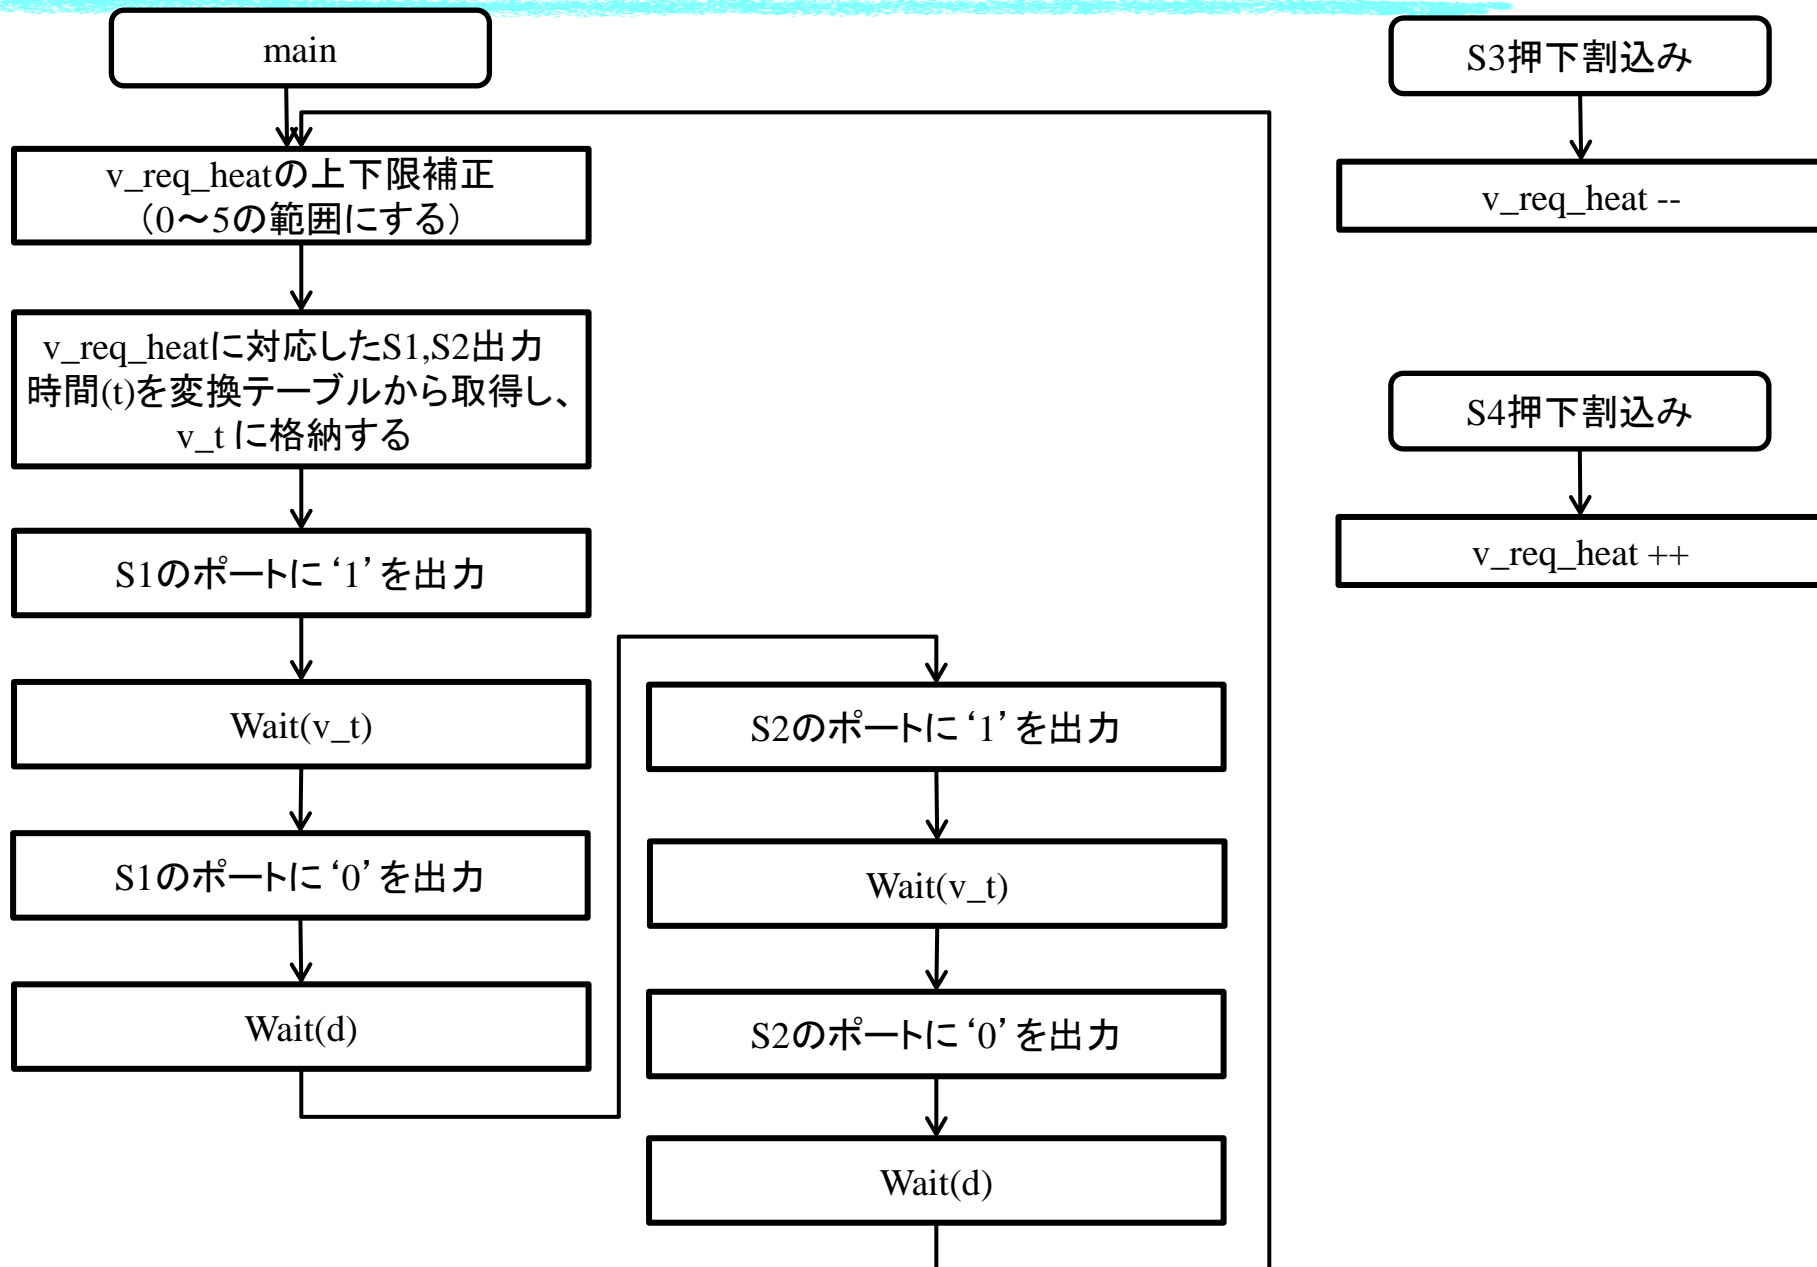 main
v_req_heatの上下限補正
（0～5の範囲にする）
v_req_heatに対応したS1,S2出力
時間(t)を変換テーブルから取得し、
v_t に格納する
S1のポートに‘1’を出力
Wait(v_t)
S1のポートに‘0’を出力
Wait(d)
S2のポートに‘1’を出力
Wait(v_t)
S2のポートに‘0’を出力
Wait(d)
S3押下割込み
v_req_heat --
S4押下割込み
v_req_heat ++